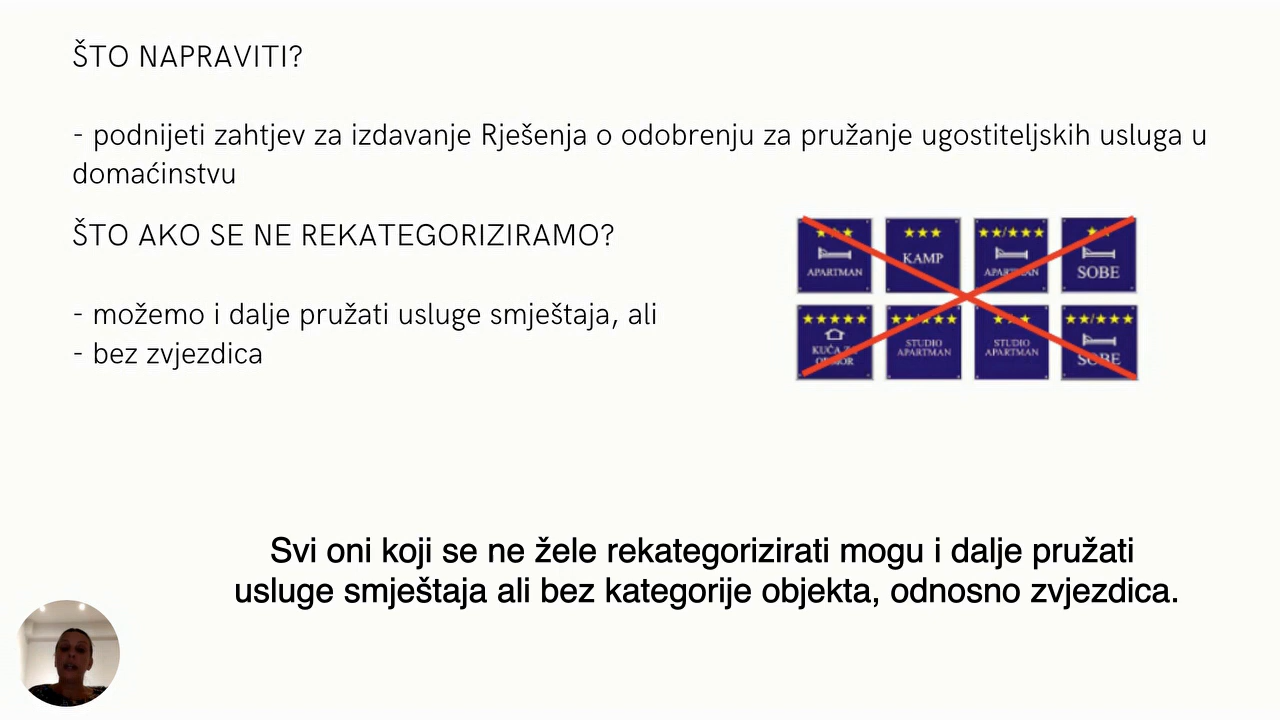 ŠTO NAPRAVITI?
- podnijeti zahtjev za izdavanje Rješenja o odobrenju za pružanje ugostiteljskih usluga u
domaćinstvu
ŠTO AKO SE NE REKATEGORIZIRAMO?
- možemo i dalje pružati usluge smještaja, ali
- bez zvjezdica
APARTMAN
KAMP
APARTMAN
SOBE
KUĆA ZA
ODMOR
STUDIO
APARTMAN
STUDIO
APARTMAN
SOBE
Svi oni koji se ne žele rekategorizirati mogu i dalje pružati
usluge smještaja ali bez kategorije objekta, odnosno zvjezdica.